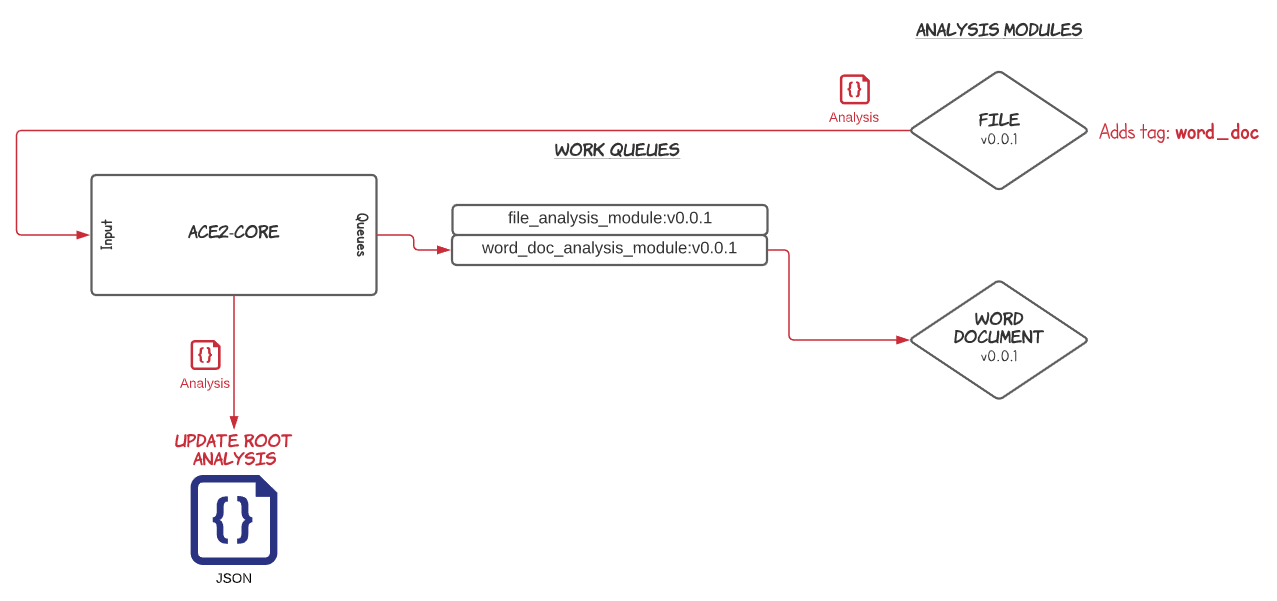 ANALYSIS MODULES
Analysis
FILE
v0.0.1
Adds tag: word_doc
WORK QUEUES
Input
ACE2-CORE
Queues
file_analysis_module:v0.0.1
word_doc_analysis_module:v0.0.1
WORD
DOCUMENT
v0.0.1
Analysis
UPDATE ROOT
ANALYSIS
JSON